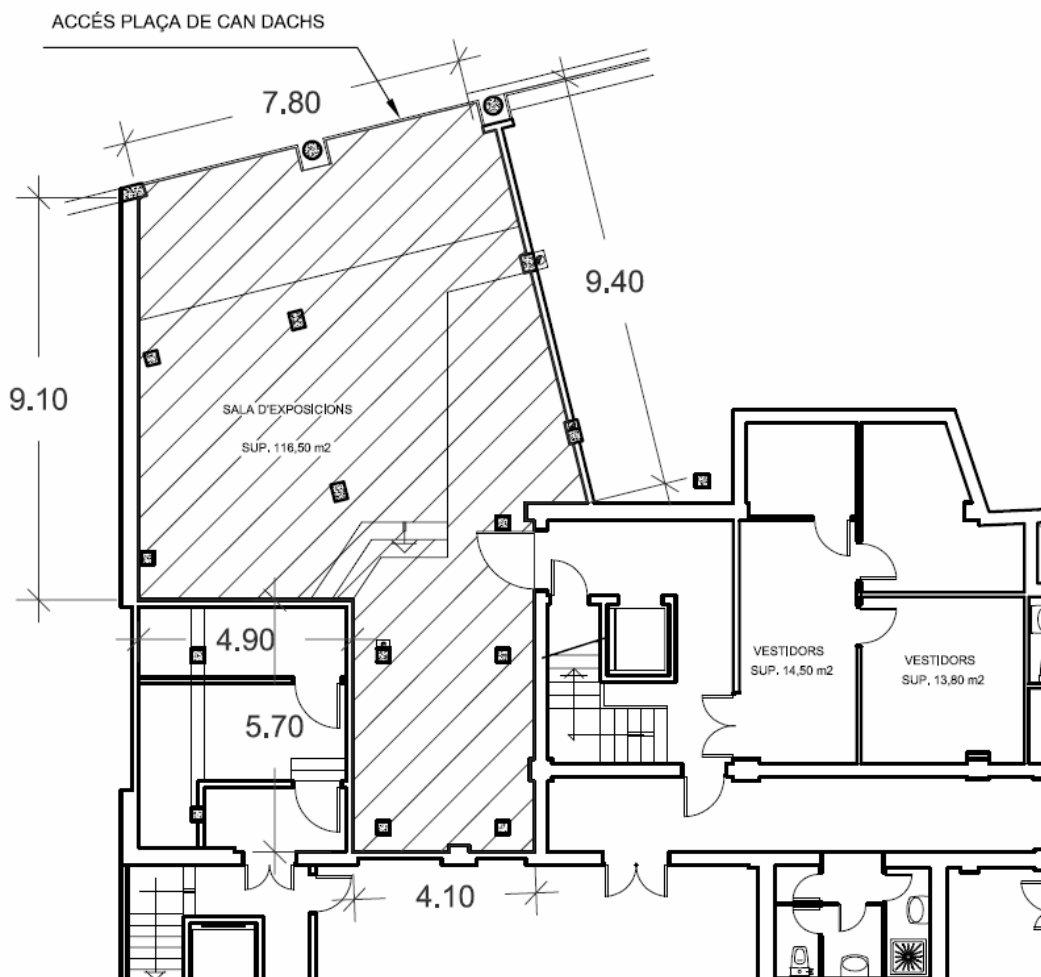 ACCÉS PLAÇA DE CAN DACHS
7.80
9.40
9.10
SALA D'EXPOSICIONS
SUP. 116,50 m2
4.90
VESTIDORS
SUP. 14,50 m2
VESTIDORS
SUP. 13,80 m2
5.70
4.10